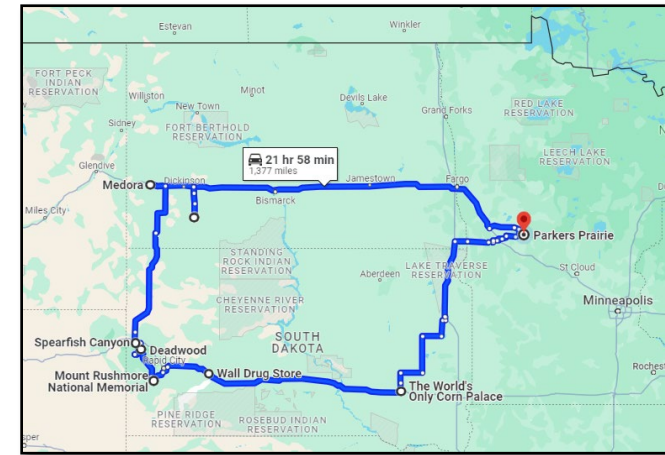 Estevan
Winkler
FORT PECK
INDIAN
RESERVATION
Williston
Minot
New Town
Devils Lake
Grand Forks
RED LAKE
RESERVATION
Sidney
FORT BERTHOLD
RESERVATION
LEECH LAKE
RESERVATION
Glendive
21 hr 58 min
1,377 miles
Medora
Dickinson
Bismarck
Jamestown
Fargo
Miles City
Parkers Prairie
STANDING
ROCK INDIAN
RESERVATION
Aberdeen
LAKE TRAVERSE
RESERVATION
St Cloud
CHEYENNE RIVER
RESERVATION
Minneapolis
Spearfish Canyon
Deadwood
Rapid City
SOUTH
DAKOTA
Mount Rushmore
National Memorial
Wall Drug Store
The World's
Only Corn Palace
Rochest
PINE RIDGE
RESERVATION
ROSEBUD INDIAN
RESERVATION
sper